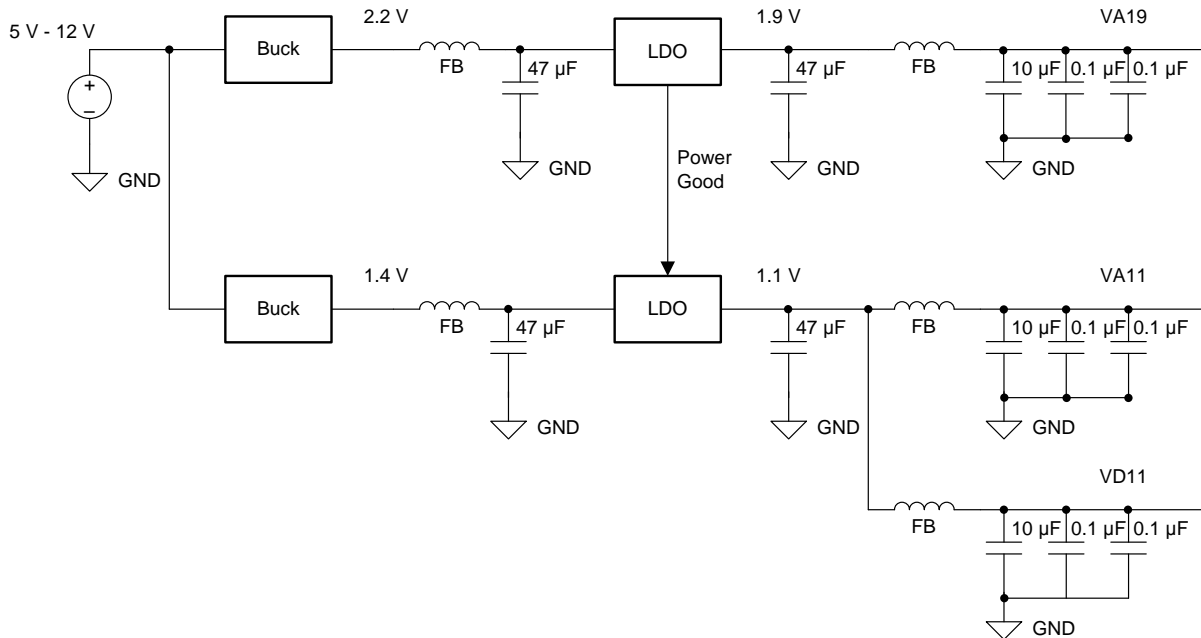 5 V - 12 V
2.2 V
1.9 V
VA19
Buck
FB
47 µF
LDO
47 µF
FB
10 µF
0.1 µF
0.1 µF
+
−
GND
GND
GND
GND
Power
Good
1.4 V
1.1 V
VA11
Buck
FB
47 µF
LDO
47 µF
FB
10 µF
0.1 µF
0.1 µF
GND
GND
GND
VD11
FB
10 µF
0.1 µF
0.1 µF
GND